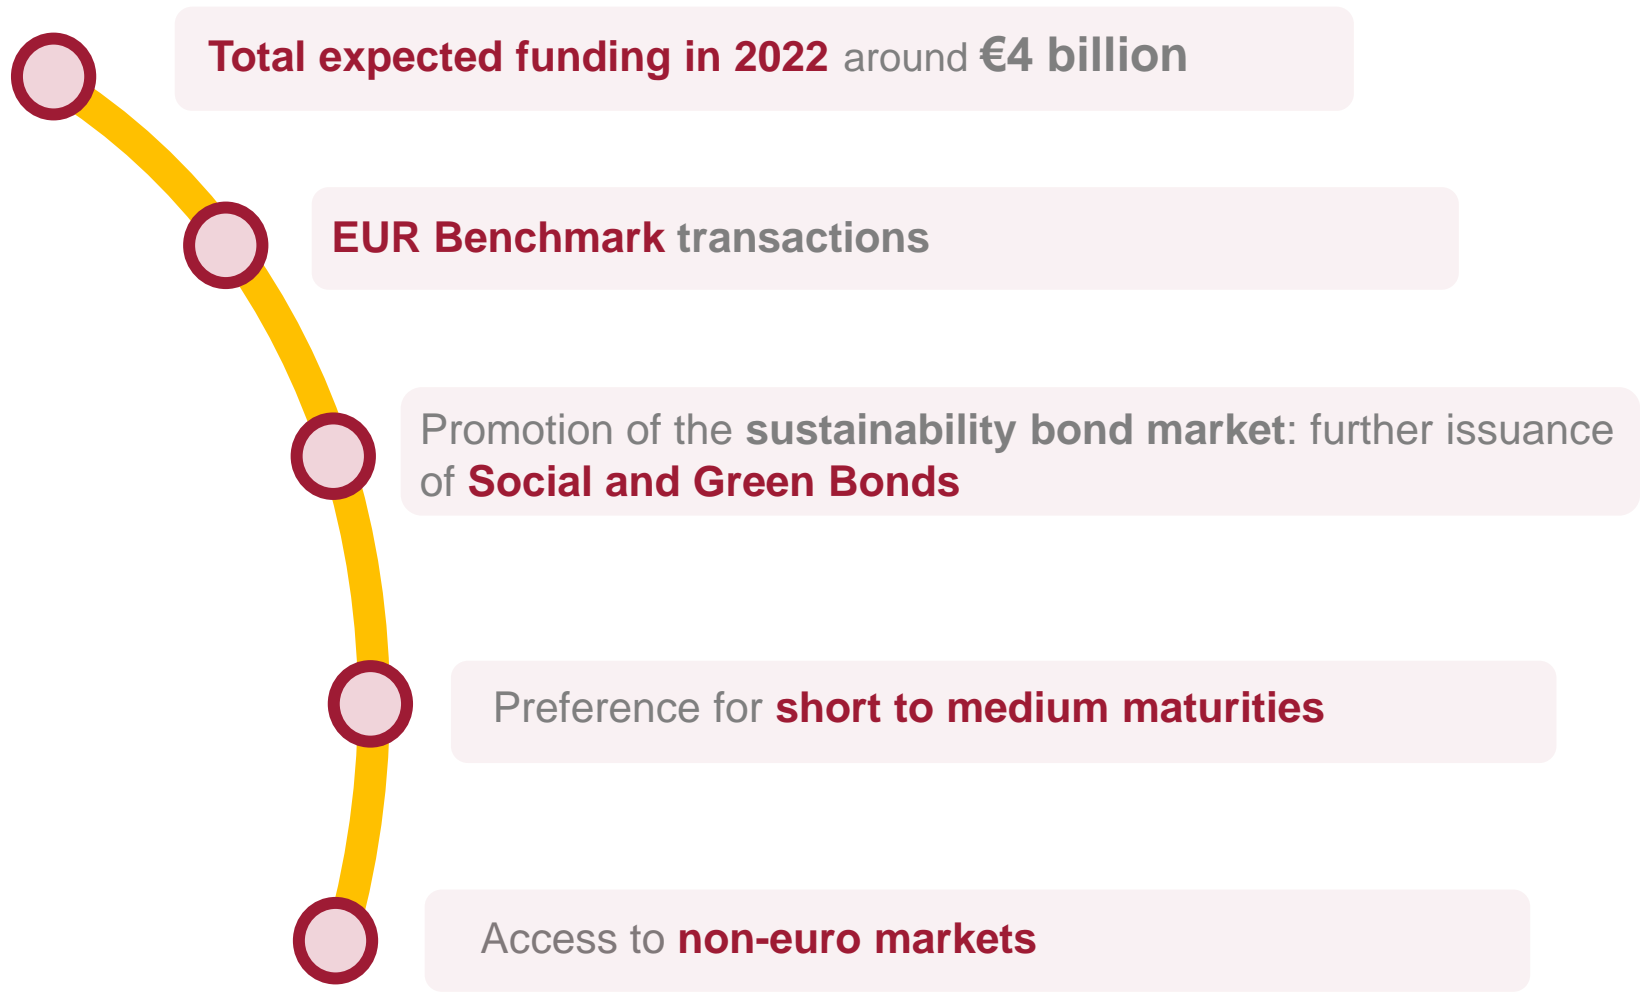 Total expected funding in 2022 around €4 billion
EUR Benchmark transactions
Promotion of the sustainability bond market: further issuance
of Social and Green Bonds
Preference for short to medium maturities
Access to non-euro markets